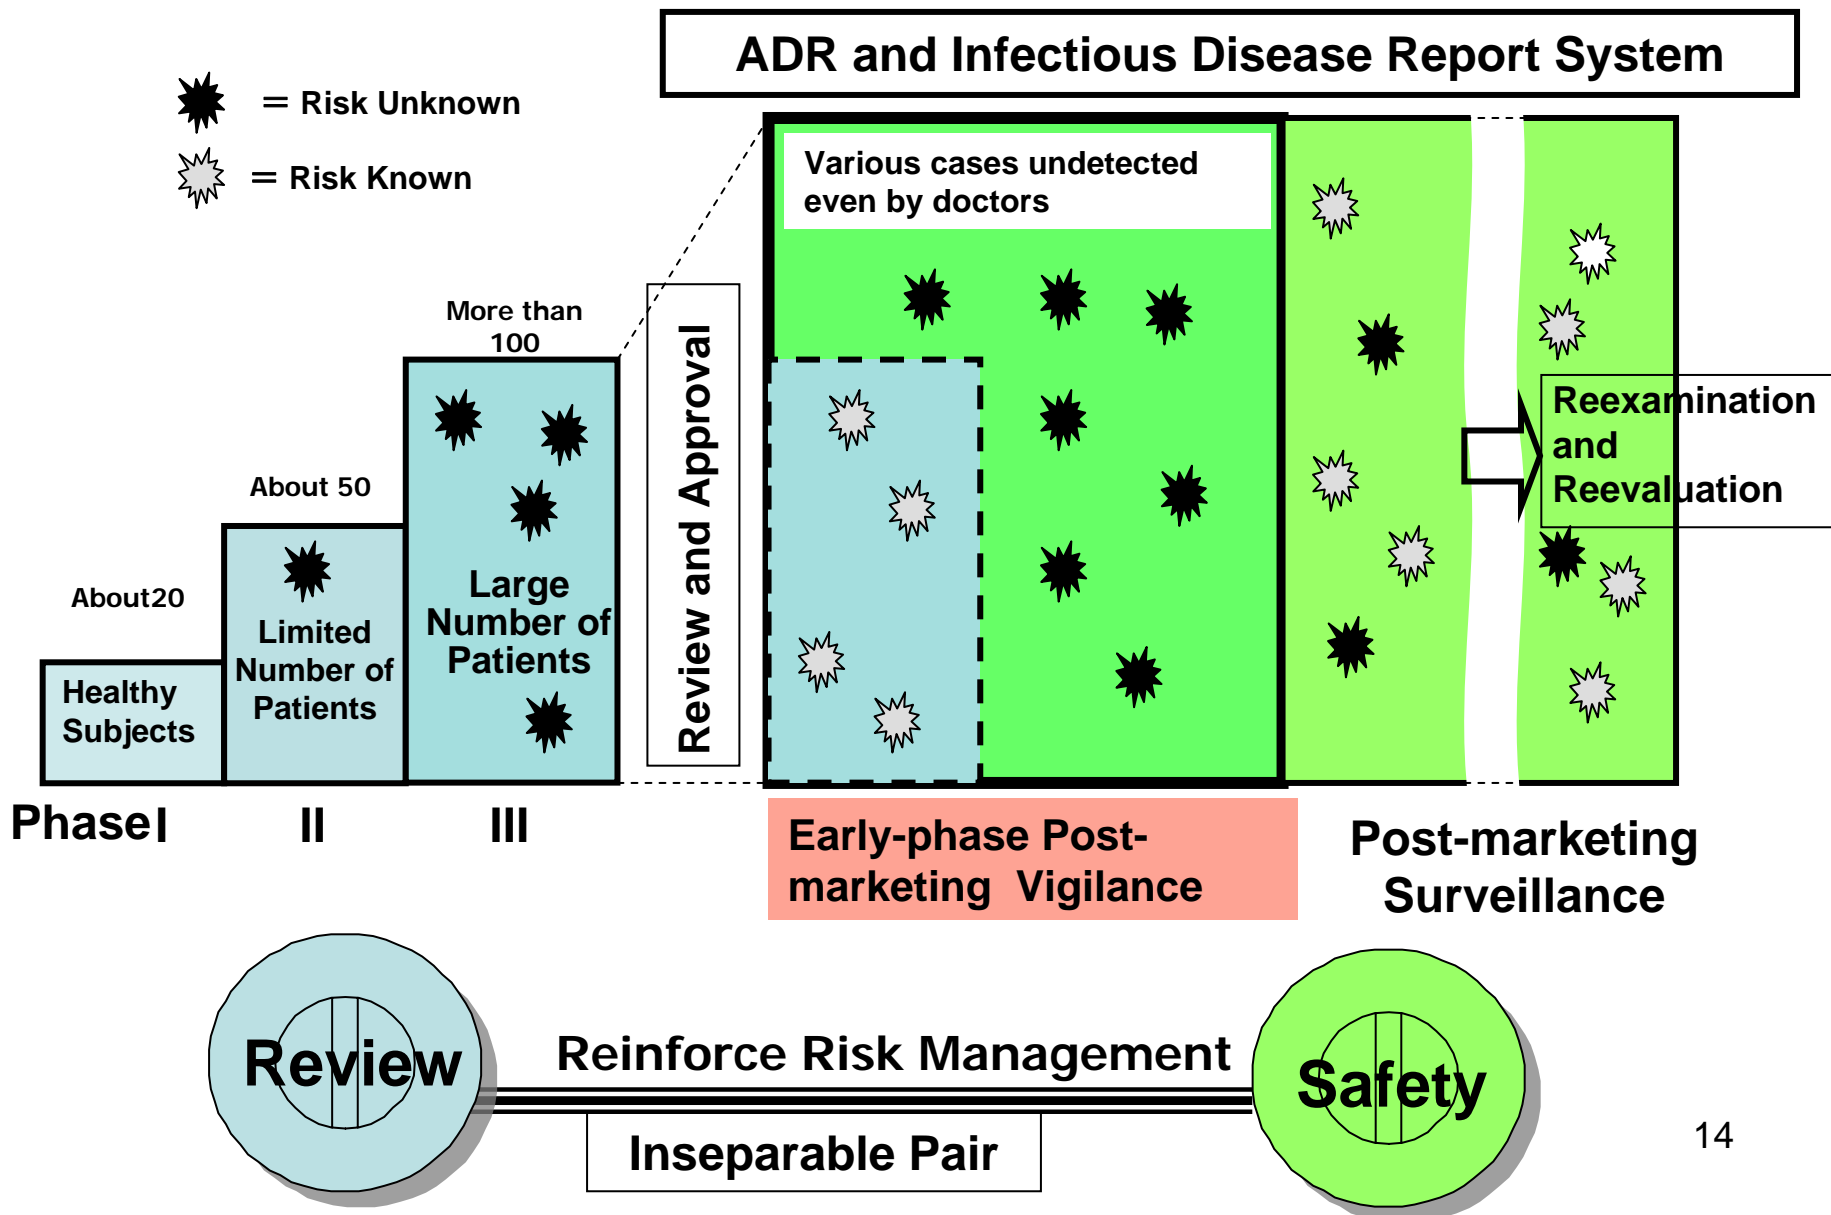 ADR and Infectious Disease Report System
= Risk Unknown
= Risk Known
Various cases undetected
even by doctors
More than
100
About 50
About20
Healthy
Subjects
Limited
Number of
Patients
Large
Number of
Patients
Review and Approval
Reexamination
and
Reevaluation
PhaseI
II
III
Early-phase Post-
marketing Vigilance
Post-marketing
Surveillance
Review
Reinforce Risk Management
Inseparable Pair
Safety
14